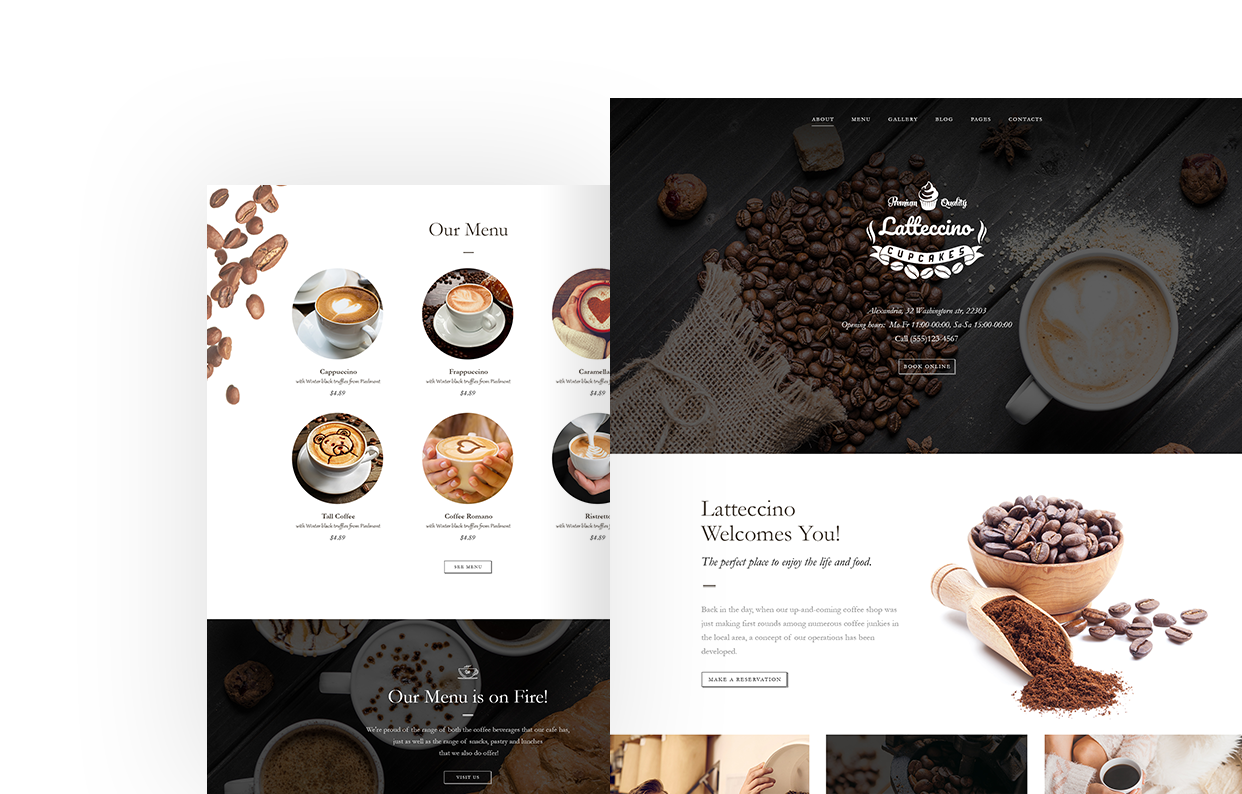 Our Menu
Cappuccino
with Winter black truffles from Piedmont
$4.89
Frappuccino
with Winter black truffles from Piedmont
$4.89
Caramella
with Winter black truffles from
$4.89
Tall Coffee
with Winter black truffles from Piedmont
$4.89
Coffee Romano
with Winter black truffles from Piedmont
$4.89
Ristretto
with Winter black truffles from
$4.89
SEE MENU
Our Menu is on Fire!
We're proud of the range of both the coffee beverages that our cafe has,
just as well as the range of snacks, pastry and lunches
that we also do offer!
VISIT US
ABOUT MENU GALLERY BLOG PAGES CONTACTS
Premium Quality
Latteccino
CUPCAKES
Alexandria, 32 Washingtorn str, 22303
Opening hours: Mo-Fr 11:00-00:00, Sa-Sa 15:00-00:00
Call (555)123-4567
BOOK ONLINE
Latteccino
Welcomes You!
The perfect place to enjoy the life and food.
Back in the day, when our up-and-coming coffee shop was
just making first rounds among numerous coffee junkies in
the local area, a concept of our operations has been
developed.
MAKE A RESERVATION